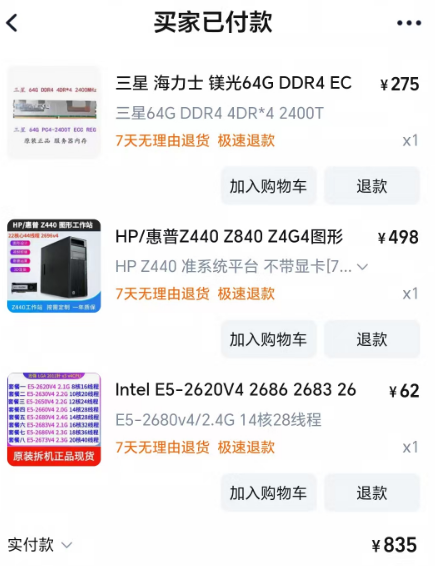 买家已付款
三星 64G DDR4 4DR*4 2400MHz
三星 64G PC4-2400T ECC REG
原装正品 服务器内存
三星 海力士 镁光64G DDR4 EC
¥275
三星64G DDR4 4DR*4 2400T
7天无理由退货 极速退款
x1
加入购物车
退款
HP/惠普Z440 图形工作站
22核心44线程 2696v4
Z440工作站 按需定制 一年质保
HP/惠普Z440 Z840 Z4G4图形
¥498
HP Z440 准系统平台 不带显卡[7...
7天无理由退货 极速退款
x1
加入购物车
退款
套餐一 E5-2620V4 2.1G 8核16线程
套餐二 E5-2630V4 2.2G 10核20线程
套餐三 E5-2650V4 2.2G 12核24线程
套餐四 E5-2660V4 2.0G 14核28线程
套餐五 E5-2680V4 2.4G 14核28线程
套餐六 E5-2683V4 2.1G 16核32线程
套餐七 E5-2686V4 2.3G 18核36线程
套餐八 E5-2673V4 2.3G 20核40线程
原装拆机正品现货
Intel E5-2620V4 2686 2683 26
¥62
E5-2680v4/2.4G 14核28线程
7天无理由退货 极速退款
x1
加入购物车
退款
实付款
¥835